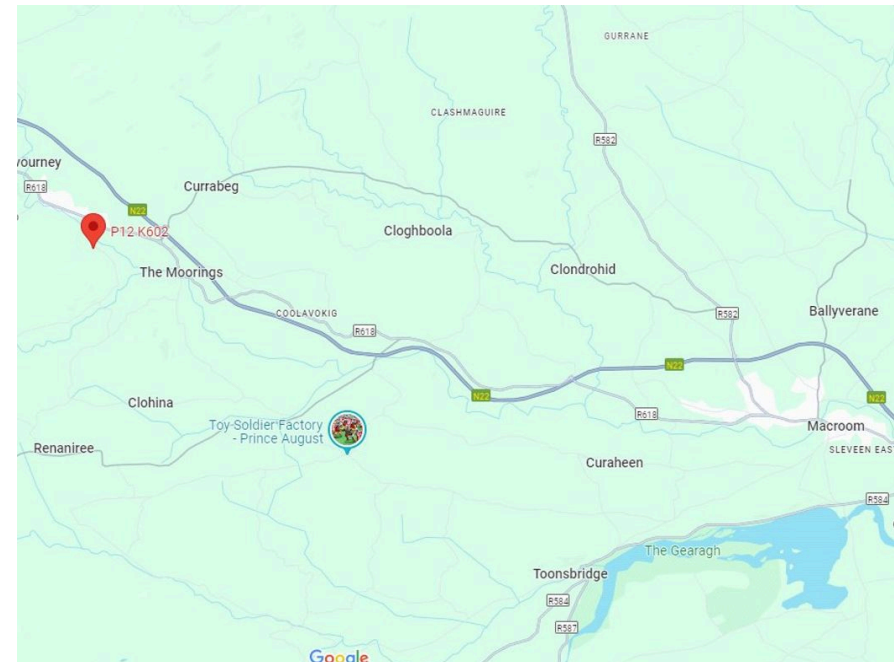 GURRANE
CLASHMAGUIRE
R582
vourney
R618
Currabeg
N22
P12 K602
Cloghboola
The Moorings
Clondrohid
COOLAVOKIG
R618
R582
Ballyverane
N22
N22
N22
Clohina
R618
Toy Soldier Factory
- Prince August
Macroom
Renaniree
SLEVEEN EAS
Curaheen
R584
The Gearagh
Toonsbridge
R584
R587
Google